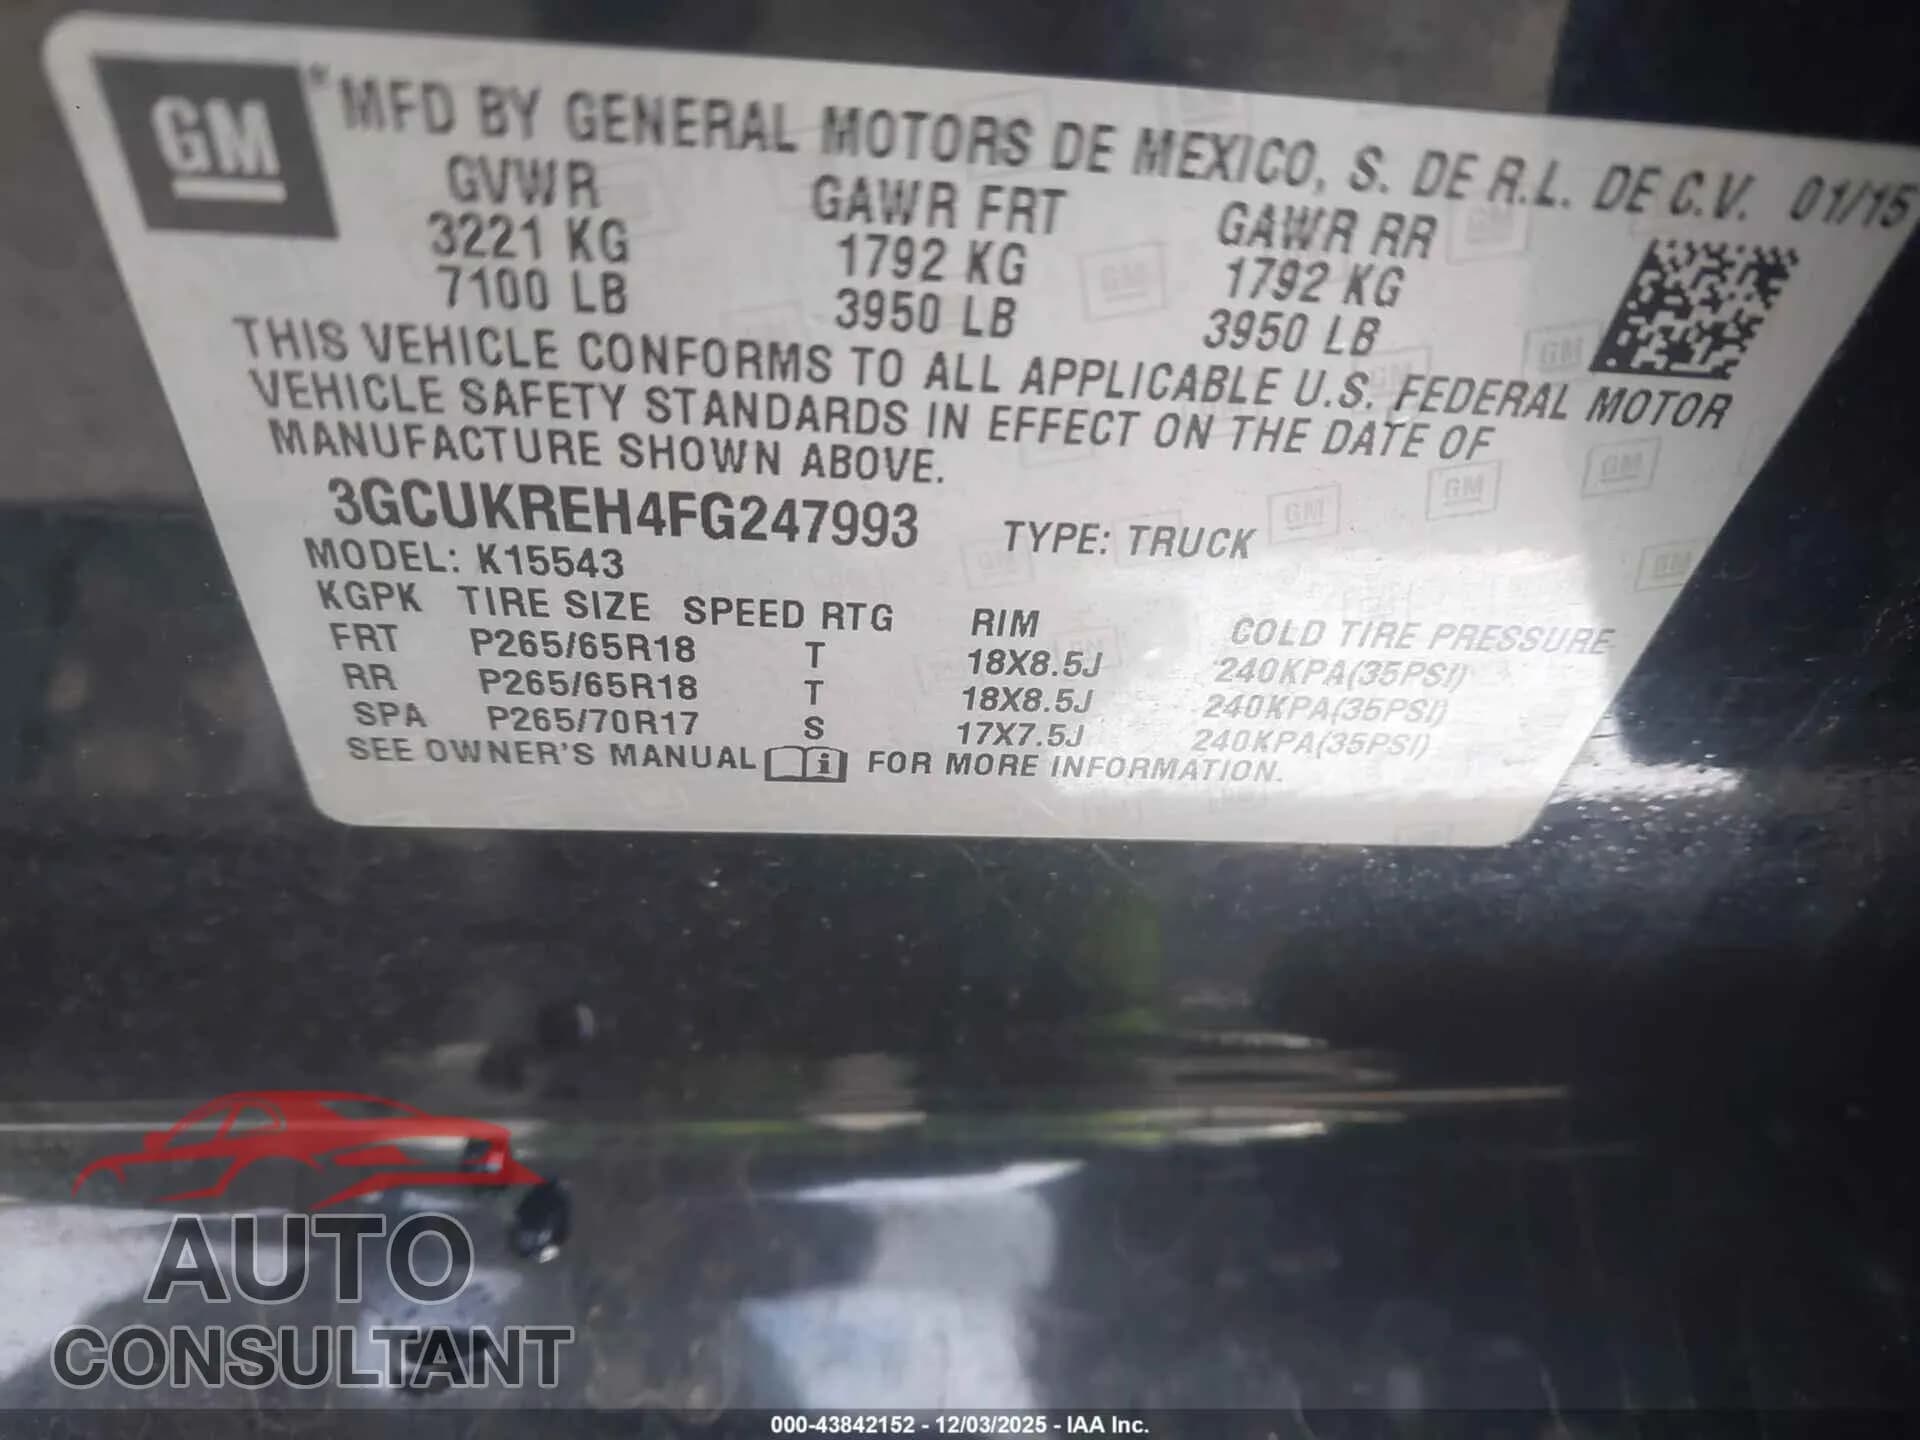 GM
*MFD BY GENERAL MOTORS DE MEXICO, S. DE R.L. DE C.V. 01/15
GVWR GAWR FRT GAWR RR
3221 KG 1792 KG 1792 KG
7100 LB 3950 LB 3950 LB
THIS VEHICLE CONFORMS TO ALL APPLICABLE U.S. FEDERAL MOTOR
VEHICLE SAFETY STANDARDS IN EFFECT ON THE DATE OF
MANUFACTURE SHOWN ABOVE.
3GCUKREH4FG247993 TYPE: TRUCK
MODEL: K15543
KGPK TIRE SIZE SPEED RTG RIM COLD TIRE PRESSURE
FRT P265/65R18 T 18X8.5J 240KPA(35PSI)
RR P265/65R18 T 18X8.5J 240KPA(35PSI)
SPA P265/70R17 S 17X7.5J 240KPA(35PSI)
SEE OWNER'S MANUAL i FOR MORE INFORMATION.
AUTO
CONSULTANT
000-43842152 - 12/03/2025 - IAA Inc.